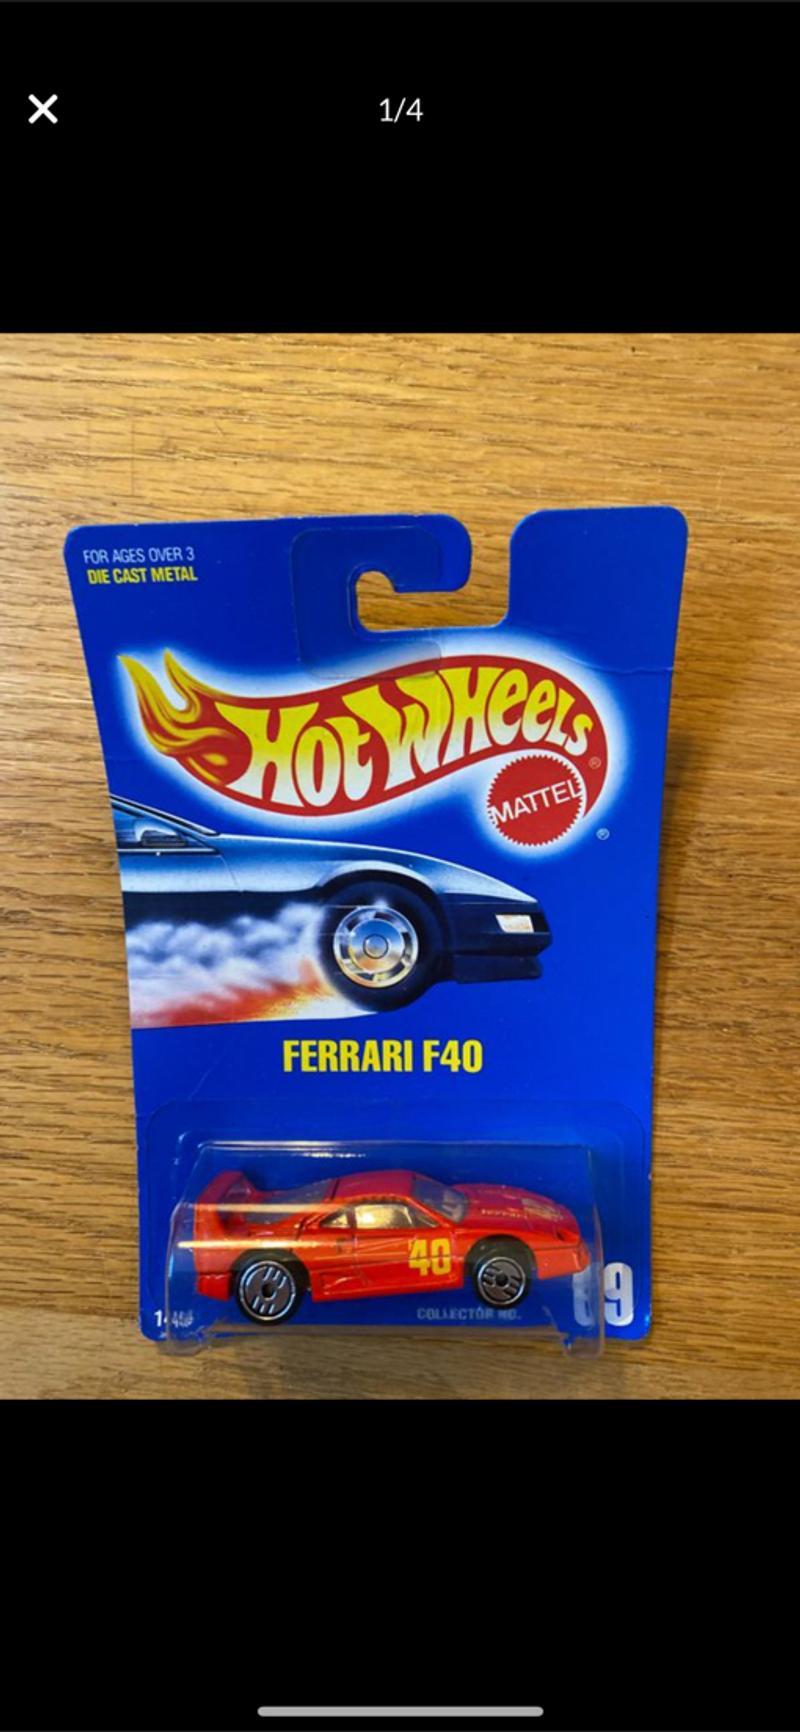 1/4
FOR AGES OVER 3
DIE CAST METAL
HOT WHEELS ®
MATTEL
®
FERRARI F40
40
COLLECTOR NO.